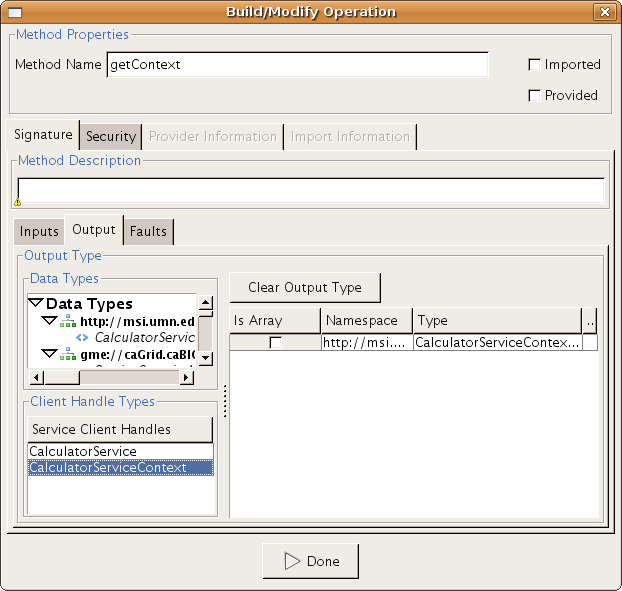 Build/Modify Operation
Method Properties
Method Name getContext
Imported
Provided
Signature Security Provider Information Import Information
Method Description
Inputs Output Faults
Output Type
Data Types
Data Types
http://msi.umn.ed
CalculatorServic
gme://caGrid.caBIG
Clear Output Type
Is Array Namespace Type ..
http://msi.... CalculatorServiceContex...
Client Handle Types
Service Client Handles
CalculatorService
CalculatorServiceContext
Done